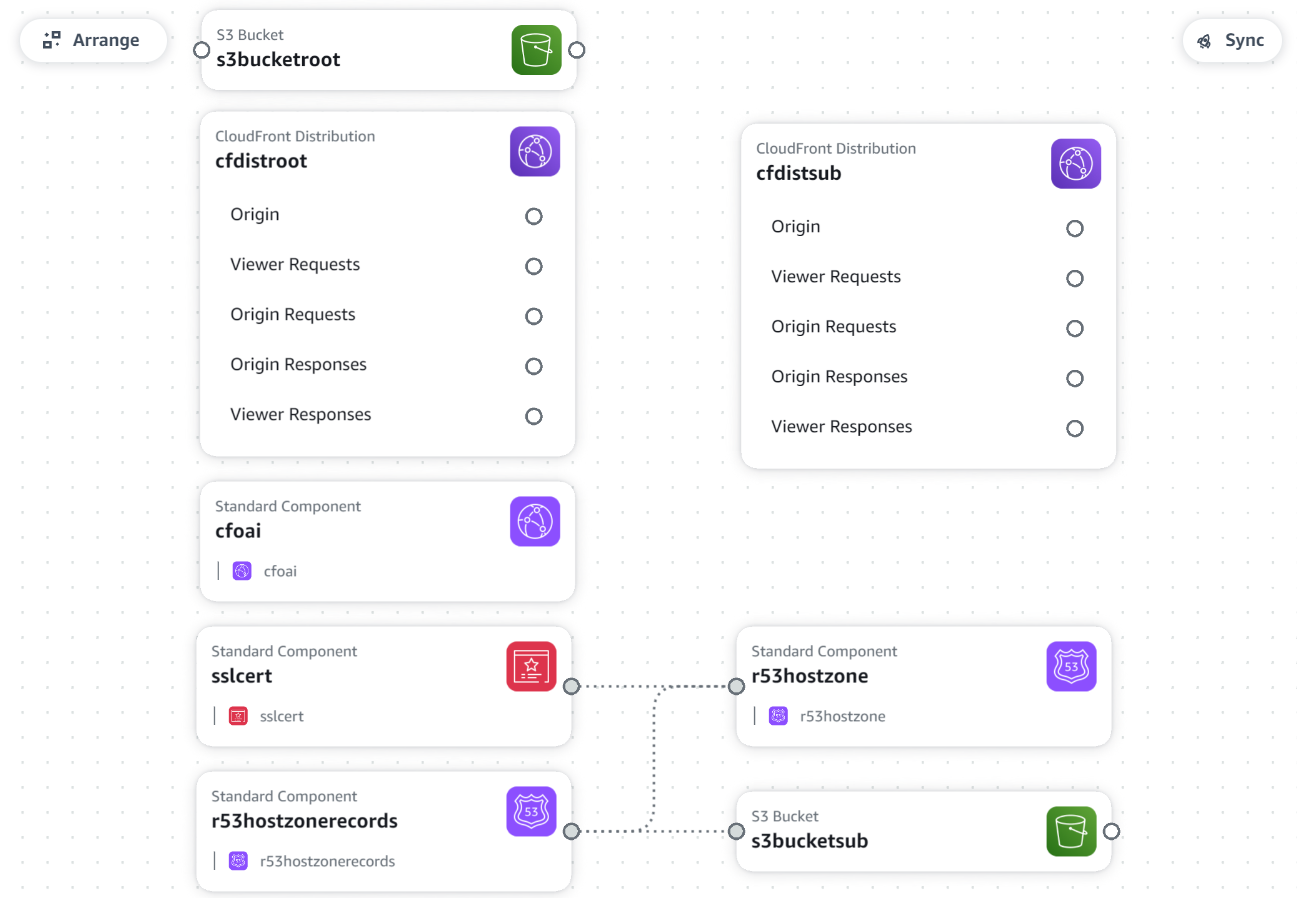 Arrange
Sync
S3 Bucket
s3bucketroot
CloudFront Distribution
cfdistroot
Origin
Viewer Requests
Origin Requests
Origin Responses
Viewer Responses
CloudFront Distribution
cfdistsub
Origin
Viewer Requests
Origin Requests
Origin Responses
Viewer Responses
Standard Component
cfoai
cfoai
Standard Component
sslcert
sslcert
Standard Component
r53hostzone
53
r53hostzone
Standard Component
r53hostzonerecords
53
r53hostzonerecords
S3 Bucket
s3bucketsub